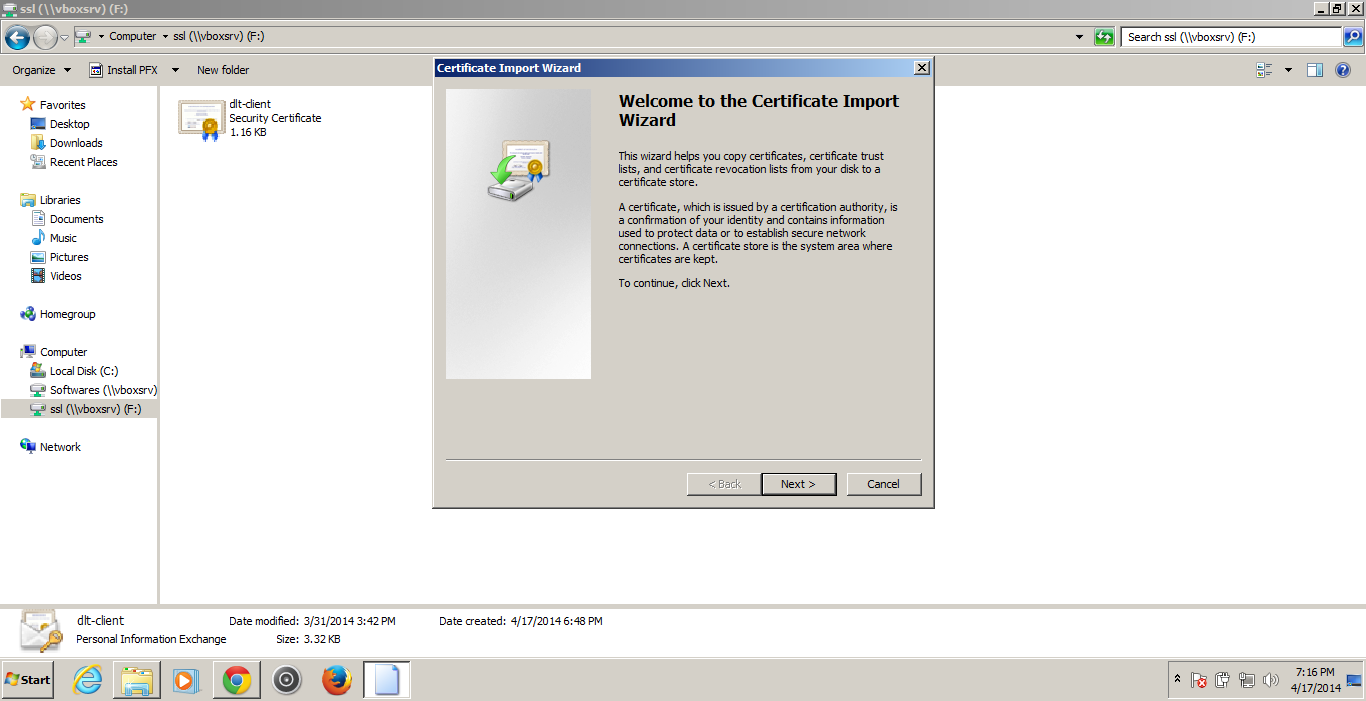 ssl (\\vboxsrv) (F:)
Computer ssl (\\vboxsrv) (F:)
Search ssl (\\vboxsrv) (F:)
Organize Install PFX New folder
Favorites
Desktop
Downloads
Recent Places
Libraries
Documents
Music
Pictures
Videos
Homegroup
Computer
Local Disk (C:)
Softwares (\\vboxsrv)
ssl (\\vboxsrv) (F:)
Network
dlt-client
Security Certificate
1.16 KB
Certificate Import Wizard
Welcome to the Certificate Import
Wizard
This wizard helps you copy certificates, certificate trust
lists, and certificate revocation lists from your disk to a
certificate store.
A certificate, which is issued by a certification authority, is
a confirmation of your identity and contains information
used to protect data or to establish secure network
connections. A certificate store is the system area where
certificates are kept.
To continue, click Next.
< Back Next > Cancel
dlt-client Date modified: 3/31/2014 3:42 PM Date created: 4/17/2014 6:48 PM
Personal Information Exchange Size: 3.32 KB
Start
7:16 PM
4/17/2014